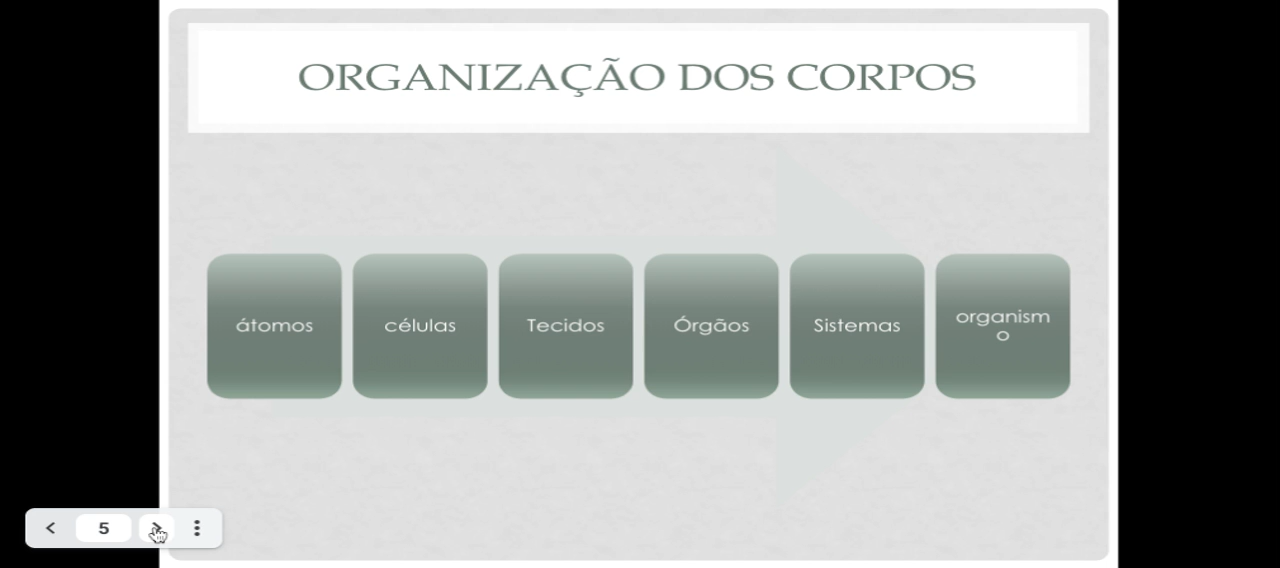 ORGANIZAÇÃO DOS CORPOS
átomos
células
Tecidos
Órgãos
Sistemas
organism
o
5